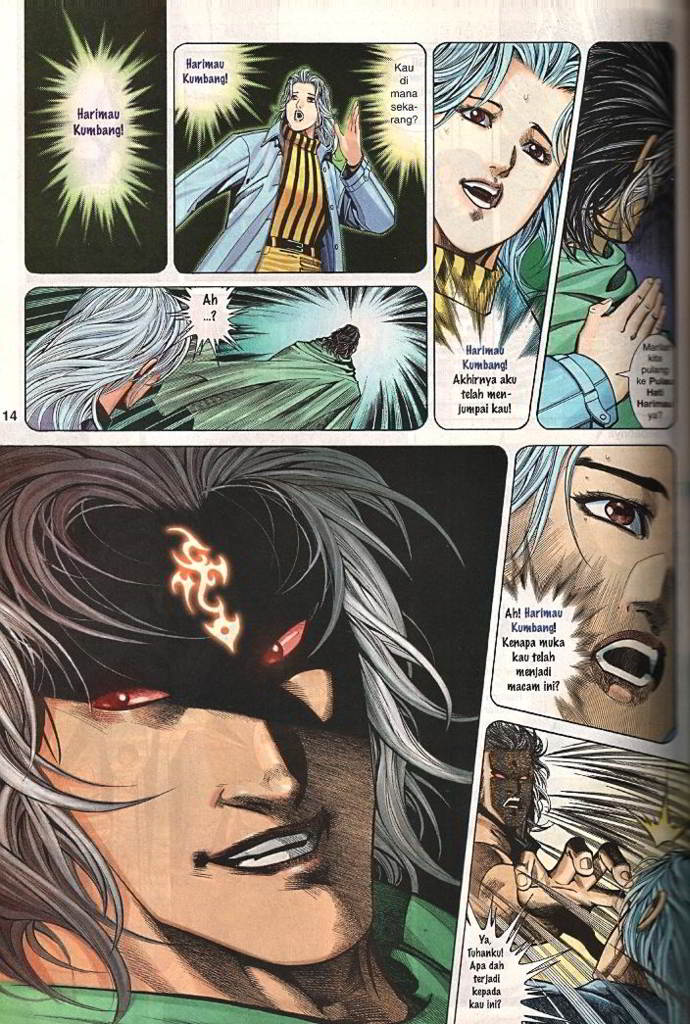 Harimau
Kumbang!
Harimau
Kumbang!
Kau
di
mana
seka-
rang?
Ah
...?
Harimau
Kumbang!
Akhirnya aku
telah men-
jumpai kau!
Marilah
kita
pulang
ke Pulau
Hati
Harimau
ya?
14
Ah! Harimau
Kumbang!
Kenapa muka
kau telah
menjadi
macam ini?
Ya,
Tuhanku!
Apa dah
terjadi
kepada
kau ini?